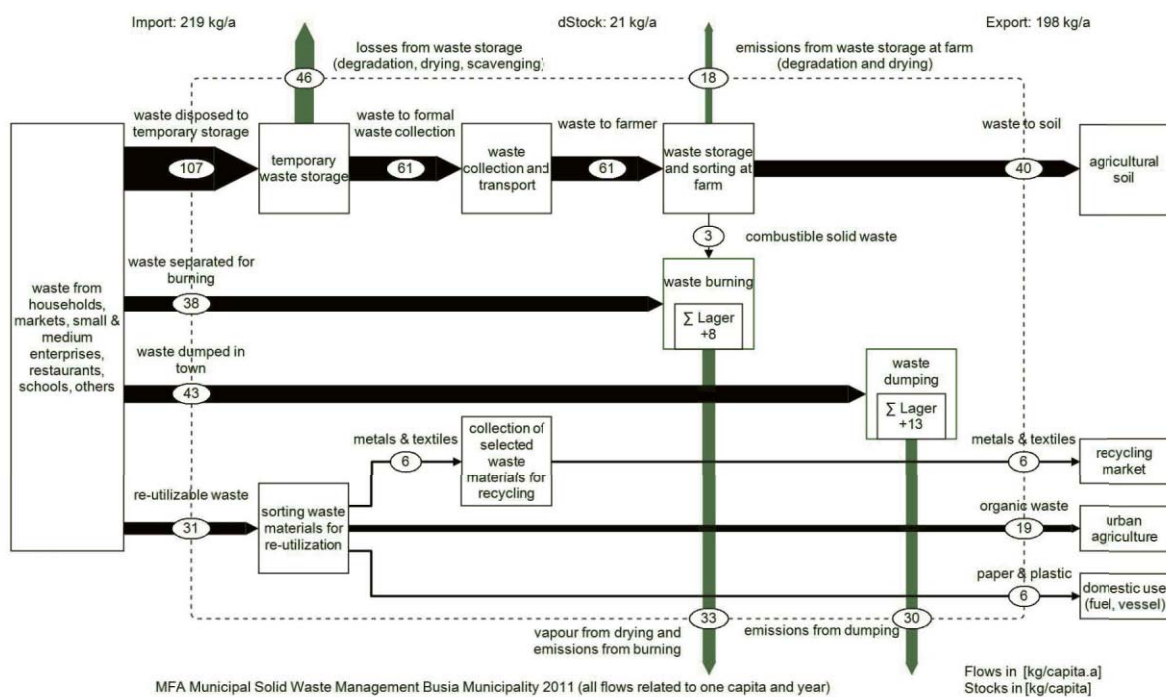 Import: 219 kg/a
dStock: 21 kg/a
Export: 198 kg/a
losses from waste storage
(degradation, drying, scavenging)
46
emissions from waste storage at farm
(degradation and drying)
18
waste disposed to
temporary storage
107
temporary
waste storage
waste to formal
waste collection
61
waste
collection and
transport
waste to farmer
61
waste storage
and sorting at
farm
waste to soil
40
agricultural
soil
3
combustible solid waste
waste from
households,
markets, small &
medium
enterprises,
restaurants,
schools, others
waste separated for
burning
38
waste burning
∑ Lager
+8
waste dumped in
town
43
waste
dumping
∑ Lager
+13
metals & textiles
6
collection of
selected
waste
materials for
recycling
metals & textiles
6
recycling
market
re-utilizable waste
31
sorting waste
materials for
re-utilization
organic waste
19
urban
agriculture
paper & plastic
6
domestic use
(fuel, vessel)
vapour from drying and
emissions from burning
33
emissions from dumping
30
MFA Municipal Solid Waste Management Busia Municipality 2011 (all flows related to one capita and year)
Flows in [kg/capita.a]
Stocks in [kg/capita]